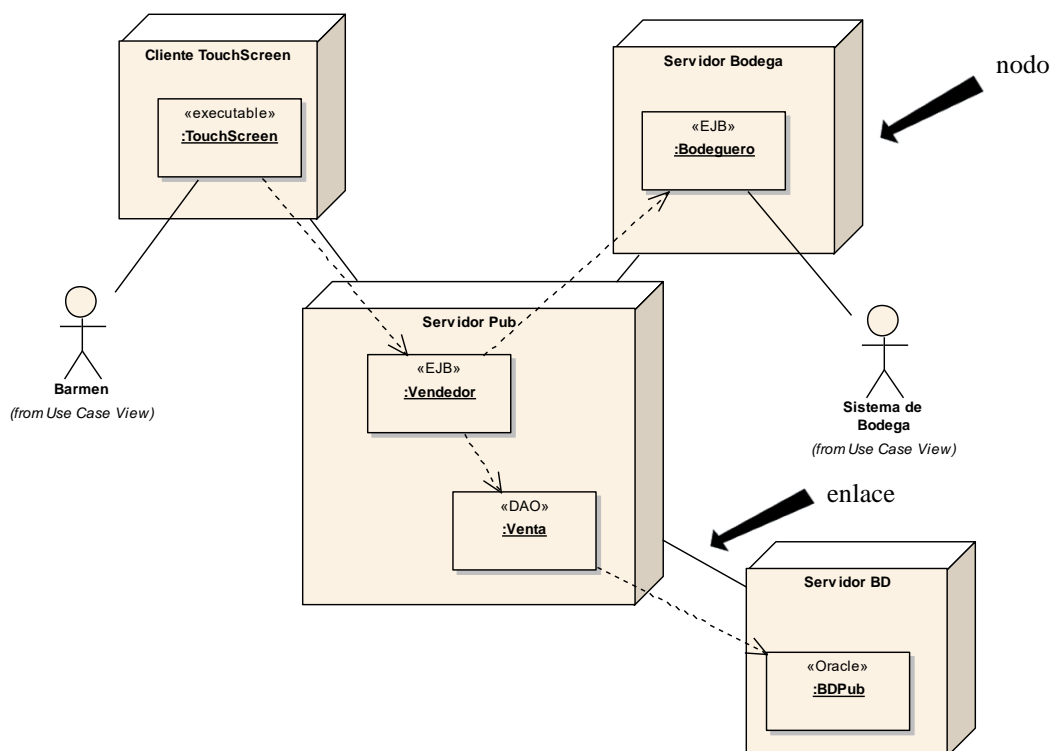 Cliente TouchScreen
«executable»
:TouchScreen
Servidor Bodega
«EJB»
:Bodeguero
nodo
Barmen
(from Use Case View)
Servidor Pub
«EJB»
:Vendedor
«DAO»
:Venta
Sistema de
Bodega
(from Use Case View)
enlace
Servidor BD
«Oracle»
:BDPub